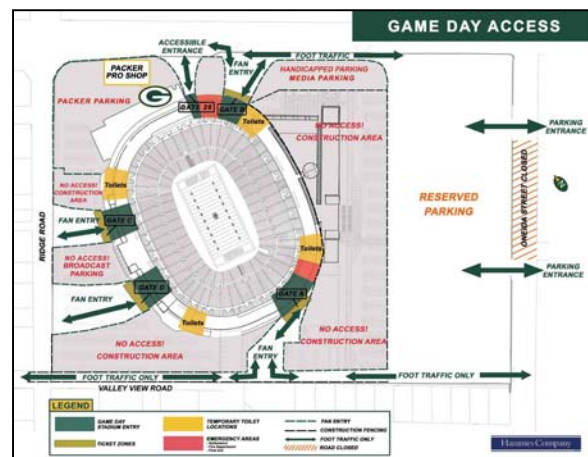 GAME DAY ACCESS
ACCESSIBLE
ENTRANCE
FOOT TRAFFIC
FAN
ENTRY
PACKER
PRO SHOP
HANDICAPPED PARKING
MEDIA PARKING
PACKER PARKING
G
GATE
GATE B
Toilets
NO ACCESS!
CONSTRUCTION AREA
PARKING
ENTRANCE
NO ACCESS!
CONSTRUCTION
AREA
Toilets
RESERVED
PARKING
ONEIDA STREET CLOSED
N
RIDGE ROAD
FAN ENTRY
GATE C
NO ACCESS!
BROADCAST
PARKING
Toilets
PARKING
ENTRANCE
FAN ENTRY
GATE D
GATE A
Toilets
NO ACCESS!
CONSTRUCTION AREA
FAN
ENTRY
NO ACCESS!
CONSTRUCTION
AREA
FOOT TRAFFIC ONLY
FOOT TRAFFIC ONLY
VALLEY VIEW ROAD
LEGEND
GAME DAY
STADIUM ENTRY
TICKET ZONES
TEMPORARY TOILET
LOCATIONS
EMERGENCY AREAS
FAN ENTRY
CONSTRUCTION FENCING
FOOT TRAFFIC ONLY
ROAD CLOSED
Hammes Company